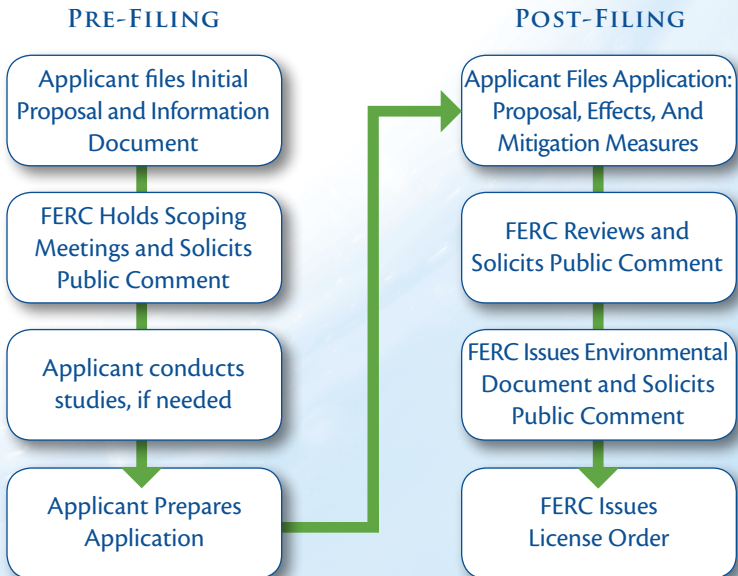 PRE-FILING
Applicant files Initial
Proposal and Information
Document
FERC Holds Scoping
Meetings and Solicits
Public Comment
Applicant conducts
studies, if needed
Applicant Prepares
Application
POST-FILING
Applicant Files Application:
Proposal, Effects, And
Mitigation Measures
FERC Reviews and
Solicits Public Comment
FERC Issues Environmental
Document and Solicits
Public Comment
FERC Issues
License Order